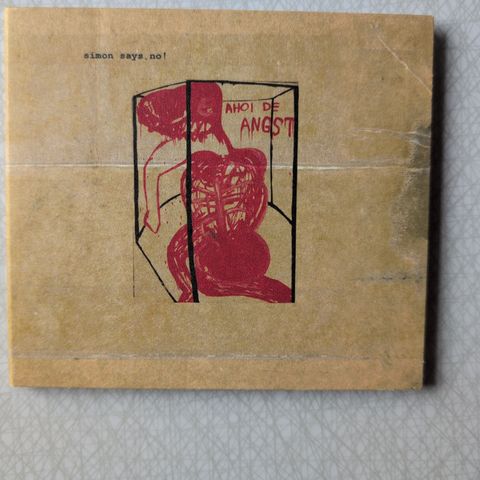 simon says, no!
AHOI DE
ANGST